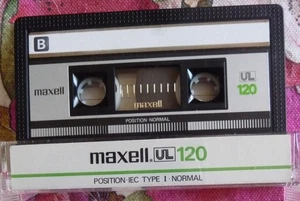 B
maxell
maxell
UL
120
POSITION NORMAL
maxell. UL 120
POSITION·IEC TYPE I·NORMAL